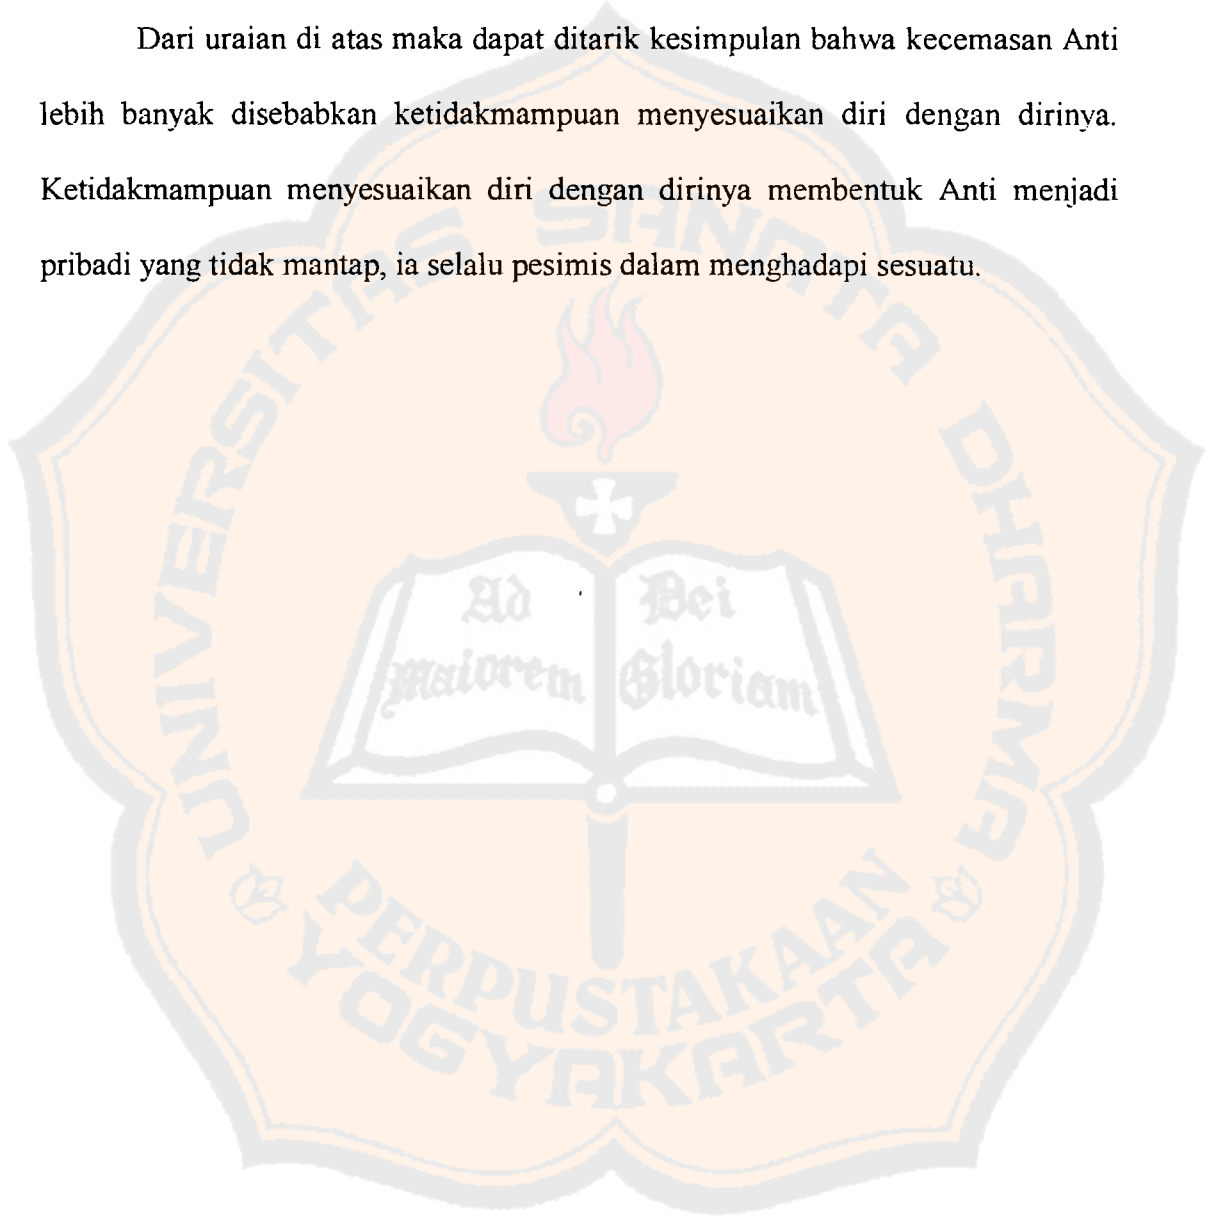 Dari uraian di atas maka dapat ditarik kesimpulan bahwa kecemasan Anti
lebih banyak disebabkan ketidakmampuan menyesuaikan diri dengan dirinya.
Ketidakmampuan menyesuaikan diri dengan dirinya membentuk Anti menjadi
pribadi yang tidak mantap, ia selalu pesimis dalam menghadapi sesuatu.
UNIVERSITAS SANATA DHARMA
Ad Dei
maiorem Gloriam
PERPUSTAKAAN
YOGYAKARTA